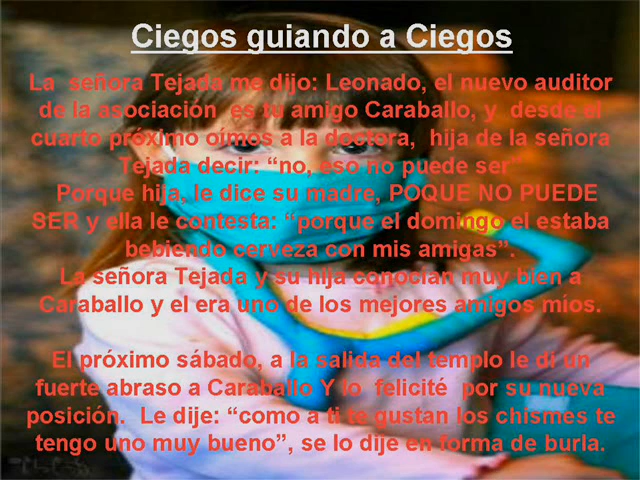 Ciegos guiando a Ciegos
La señora Tejada me dijo: Leonado, el nuevo auditor
de la asociación es tu amigo Caraballo, y desde el
cuarto próximo oímos a la doctora, hija de la señora
Tejada decir: “no, eso no puede ser”
Porque hija, le dice su madre, POQUE NO PUEDE
SER y ella le contesta: “porque el domingo el estaba
bebiendo cerveza con mis amigas”.
La señora Tejada y su hija conocían muy bien a
Caraballo y el era uno de los mejores amigos míos.
El próximo sábado, a la salida del templo le di un
fuerte abraso a Caraballo Y lo felicité por su nueva
posición. Le dije: “como a ti te gustan los chismes te
tengo uno muy bueno”, se lo dije en forma de burla.